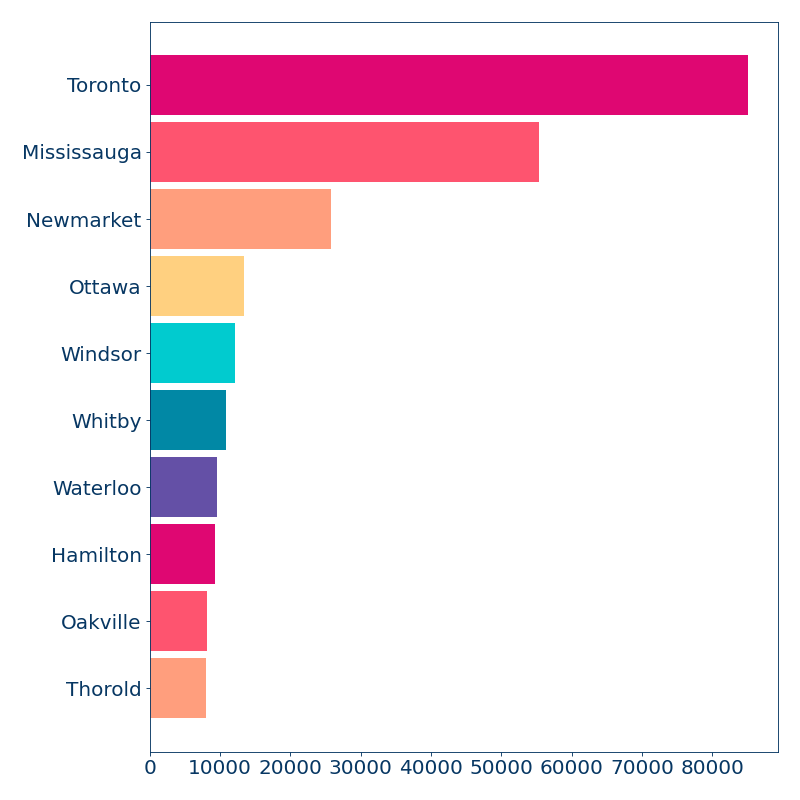 Toronto
Mississauga
Newmarket
Ottawa
Windsor
Whitby
Waterloo
Hamilton
Oakville
Thorold
0 10000 20000 30000 40000 50000 60000 70000 80000